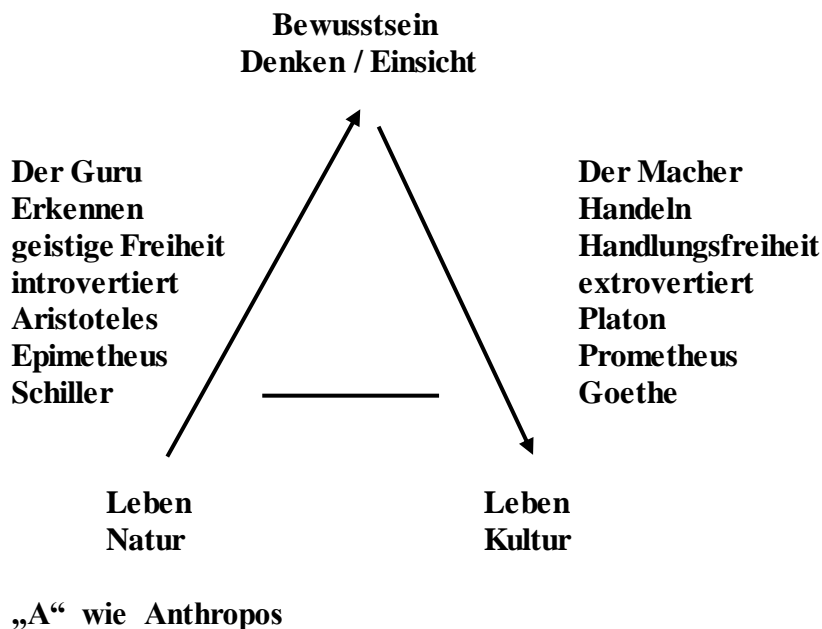 Bewusstsein
Denken / Einsicht
Der Guru
Erkennen
geistige Freiheit
introvertiert
Aristoteles
Epimetheus
Schiller
Der Macher
Handeln
Handlungsfreiheit
extrovertiert
Platon
Prometheus
Goethe
Leben
Natur
Leben
Kultur
„A“ wie Anthropos